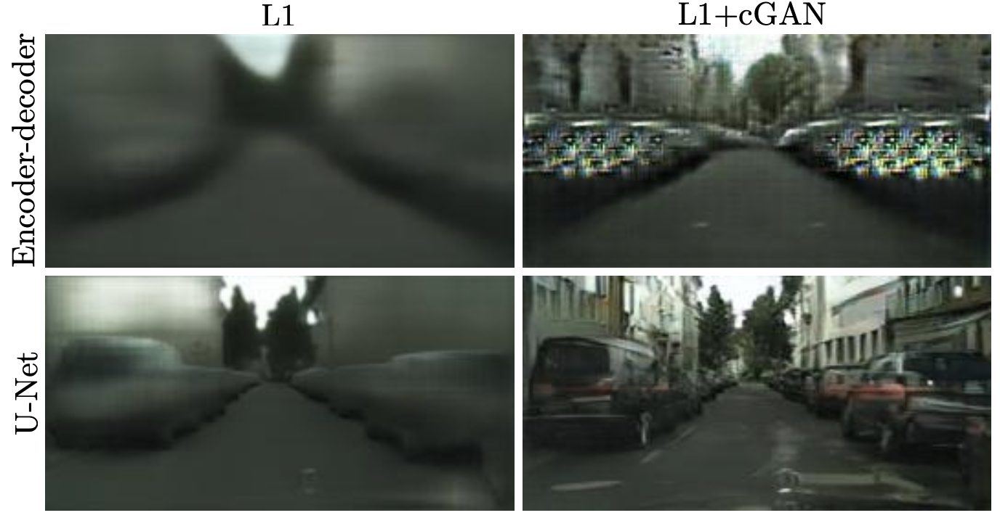 L1
L1+cGAN
Encoder-decoder
U-Net